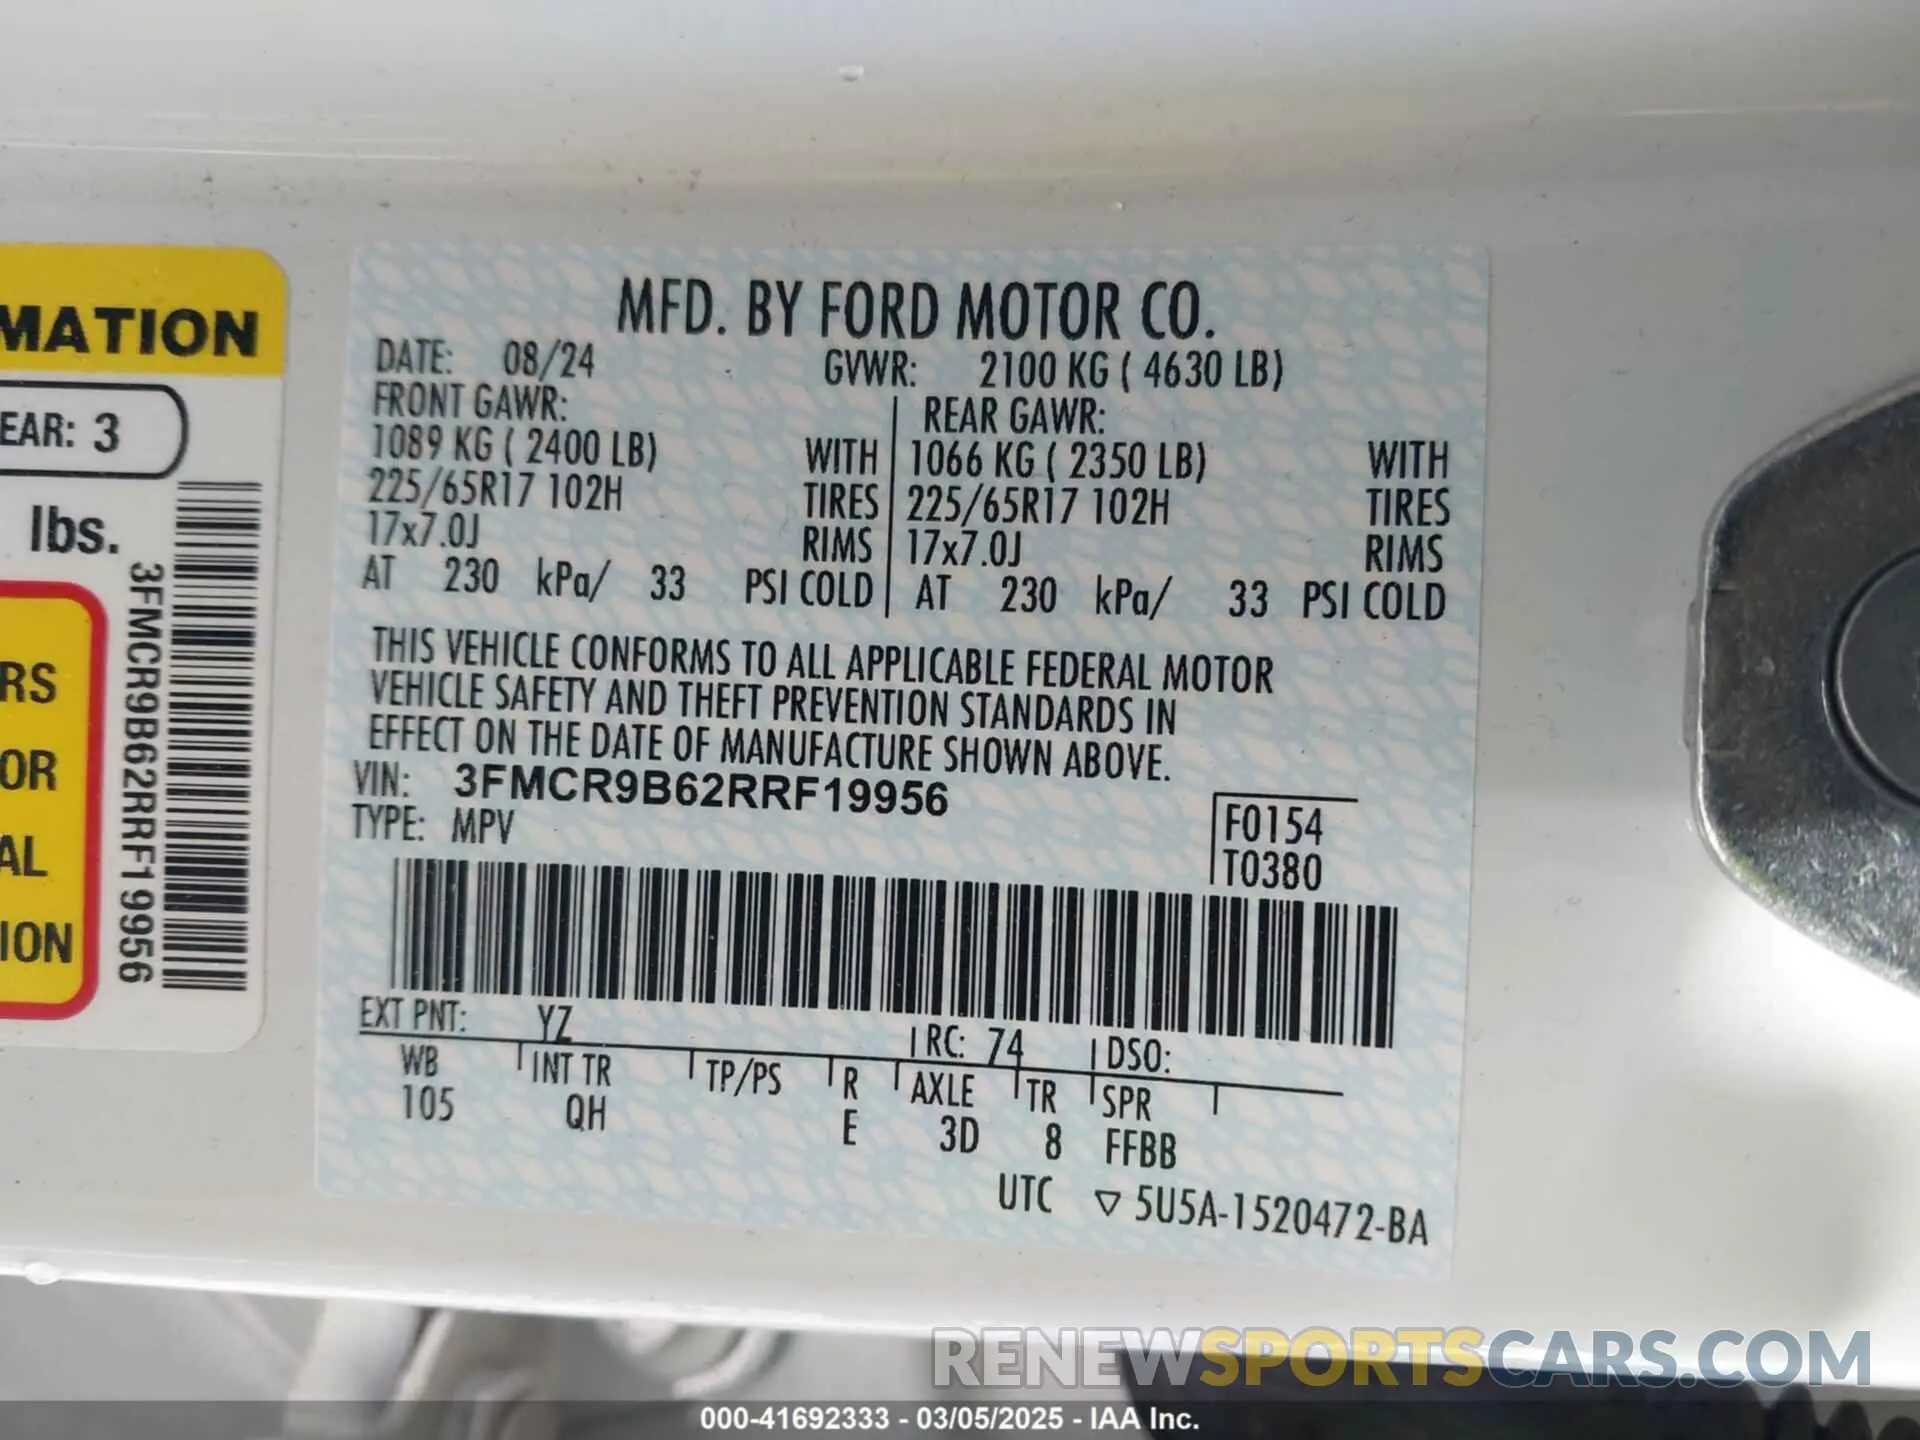 MATION
EAR: 3
lbs.
RS
OR
AL
ION
3FMCR9B62RRF19956
MFD. BY FORD MOTOR CO.
DATE: 08/24 GVWR: 2100 KG ( 4630 LB)
FRONT GAWR: REAR GAWR:
1089 KG ( 2400 LB) WITH 1066 KG ( 2350 LB) WITH
225/65R17 102H TIRES 225/65R17 102H TIRES
17x7.0J RIMS 17x7.0J RIMS
AT 230 kPa/ 33 PSI COLD AT 230 kPa/ 33 PSI COLD
THIS VEHICLE CONFORMS TO ALL APPLICABLE FEDERAL MOTOR
VEHICLE SAFETY AND THEFT PREVENTION STANDARDS IN
EFFECT ON THE DATE OF MANUFACTURE SHOWN ABOVE.
VIN: 3FMCR9B62RRF19956
TYPE: MPV
F0154
T0380
EXT PNT: YZ RC: 74 DSO:
WB INT TR TP/PS R AXLE TR SPR
105 QH E 3D 8 FFBB
UTC ▽ 5U5A-1520472-BA
RENEWSPORTSCARS.COM
000-41692333 - 03/05/2025 - IAA Inc.